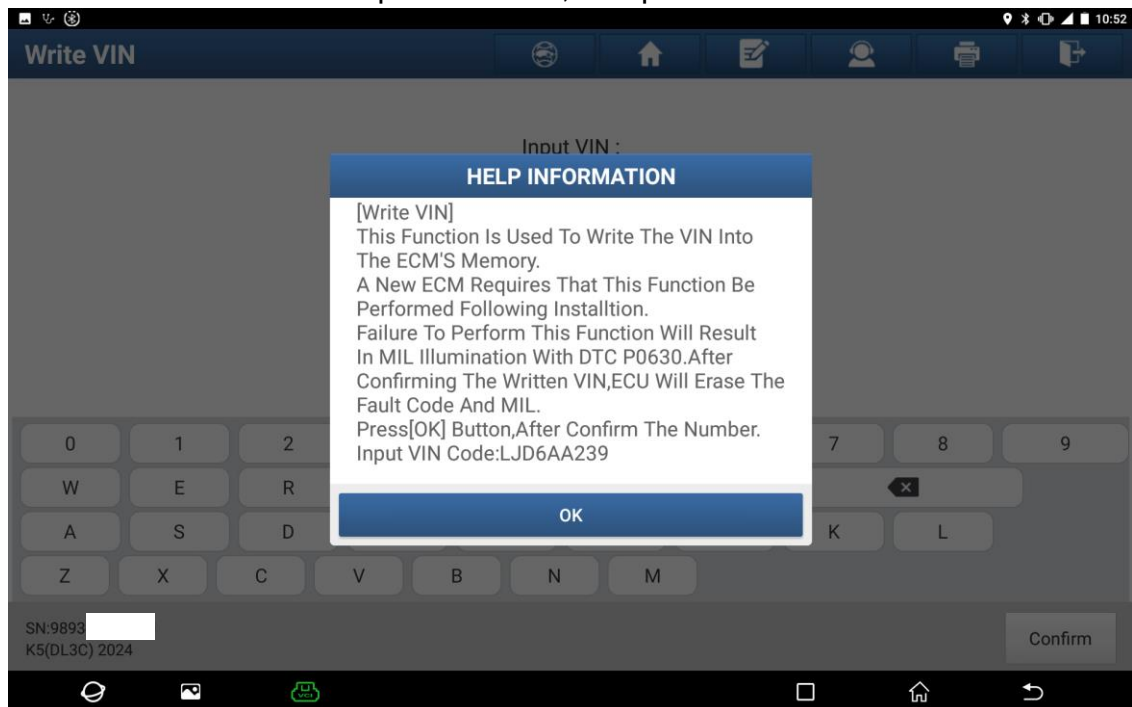 10:52
Write VIN
Input VIN :
HELP INFORMATION
[Write VIN]
This Function Is Used To Write The VIN Into
The ECM'S Memory.
A New ECM Requires That This Function Be
Performed Following Installtion.
Failure To Perform This Function Will Result
In MIL Illumination With DTC P0630.After
Confirming The Written VIN,ECU Will Erase The
Fault Code And MIL.
Press[OK] Button,After Confirm The Number.
Input VIN Code:LJD6AA239
OK
0 1 2 7 8 9
W E R
A S D K L
Z X C V B N M
SN:9893
K5(DL3C) 2024
Confirm
VCI